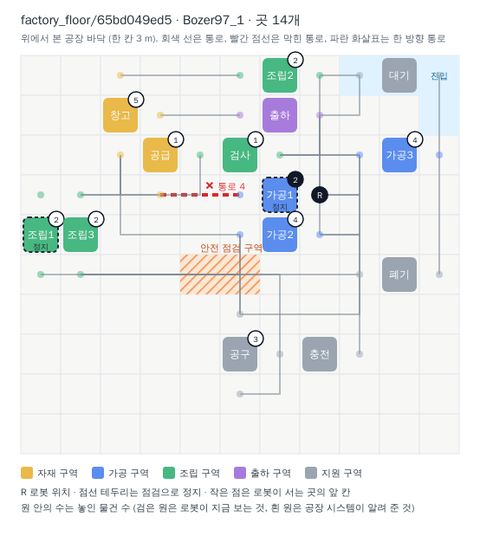 factory_floor/65bd049ed5 · Bozer97_1 · 곳 14개
위에서 본 공장 바닥 (한 칸 3 m). 회색 선은 통로, 빨간 점선은 막힌 통로, 파란 화살표는 한 방향 통로
2
조립2
대기
진입
5
창고
출하
1
공급
1
검사
4
가공3
✕ 통로 4
2
가공1
정지
R
2
조립1
정지
2
조립3
4
가공2
안전 점검 구역
폐기
3
공구
충전
자재 구역 가공 구역 조립 구역 출하 구역 지원 구역
R 로봇 위치 · 점선 테두리는 점검으로 정지 · 작은 점은 로봇이 서는 곳의 앞 칸
원 안의 수는 놓인 물건 수 (검은 원은 로봇이 지금 보는 것, 흰 원은 공장 시스템이 알려 준 것)